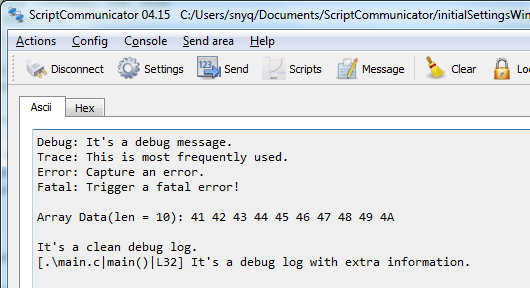 ScriptCommunicator 04.15 C:/Users/snyq/Documents/ScriptCommunicator/initialSettingsWin
Actions Config Console Send area Help
Disconnect Settings 123 Send Scripts Message Clear Lo
Ascii Hex
Debug: It's a debug message.
Trace: This is most frequently used.
Error: Capture an error.
Fatal: Trigger a fatal error!
Array Data(len = 10): 41 42 43 44 45 46 47 48 49 4A
It's a clean debug log.
[.\main.c|main()|L32] It's a debug log with extra information.